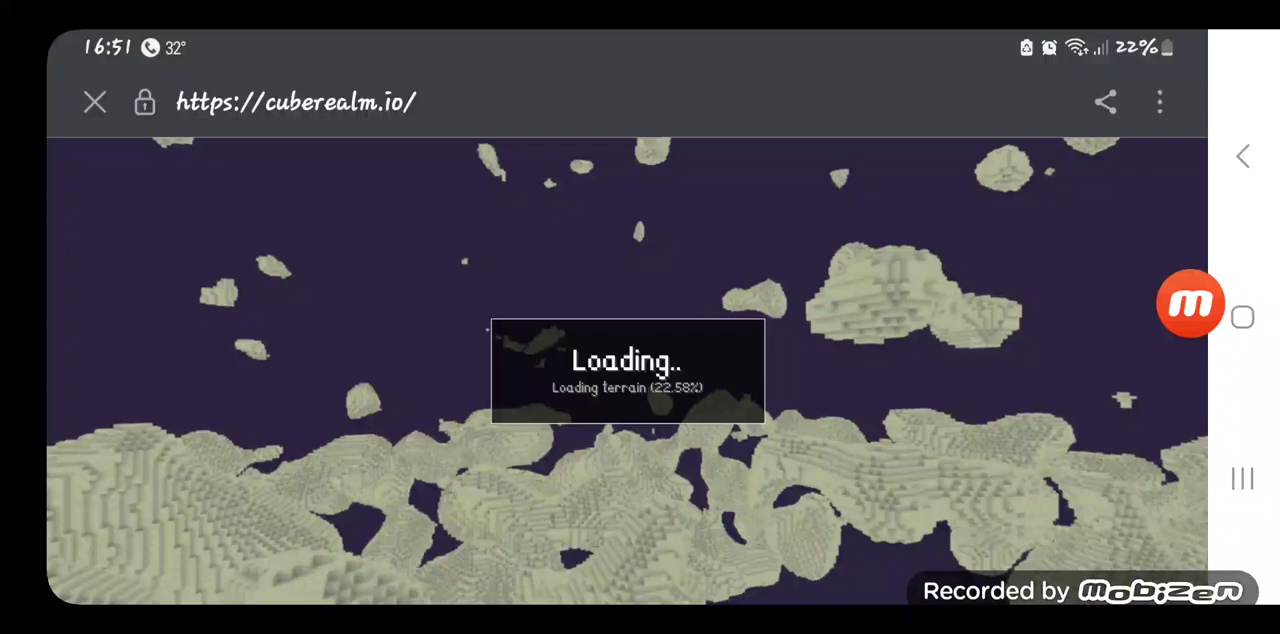 16:51 32° 22%
https://cuberealm.io/
Loading..
Loading terrain (22.58%)
Recorded by mobizen